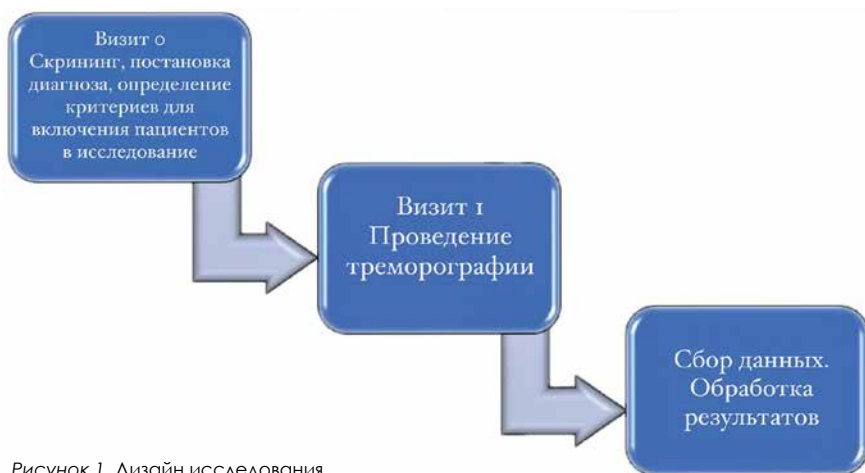 Визит 0
Скрининг, постановка
диагноза, определение
критериев для
включения пациентов
в исследование
Визит 1
Проведение
треморографии
Сбор данных.
Обработка
результатов
Рисунок 1. Дизайн исследования